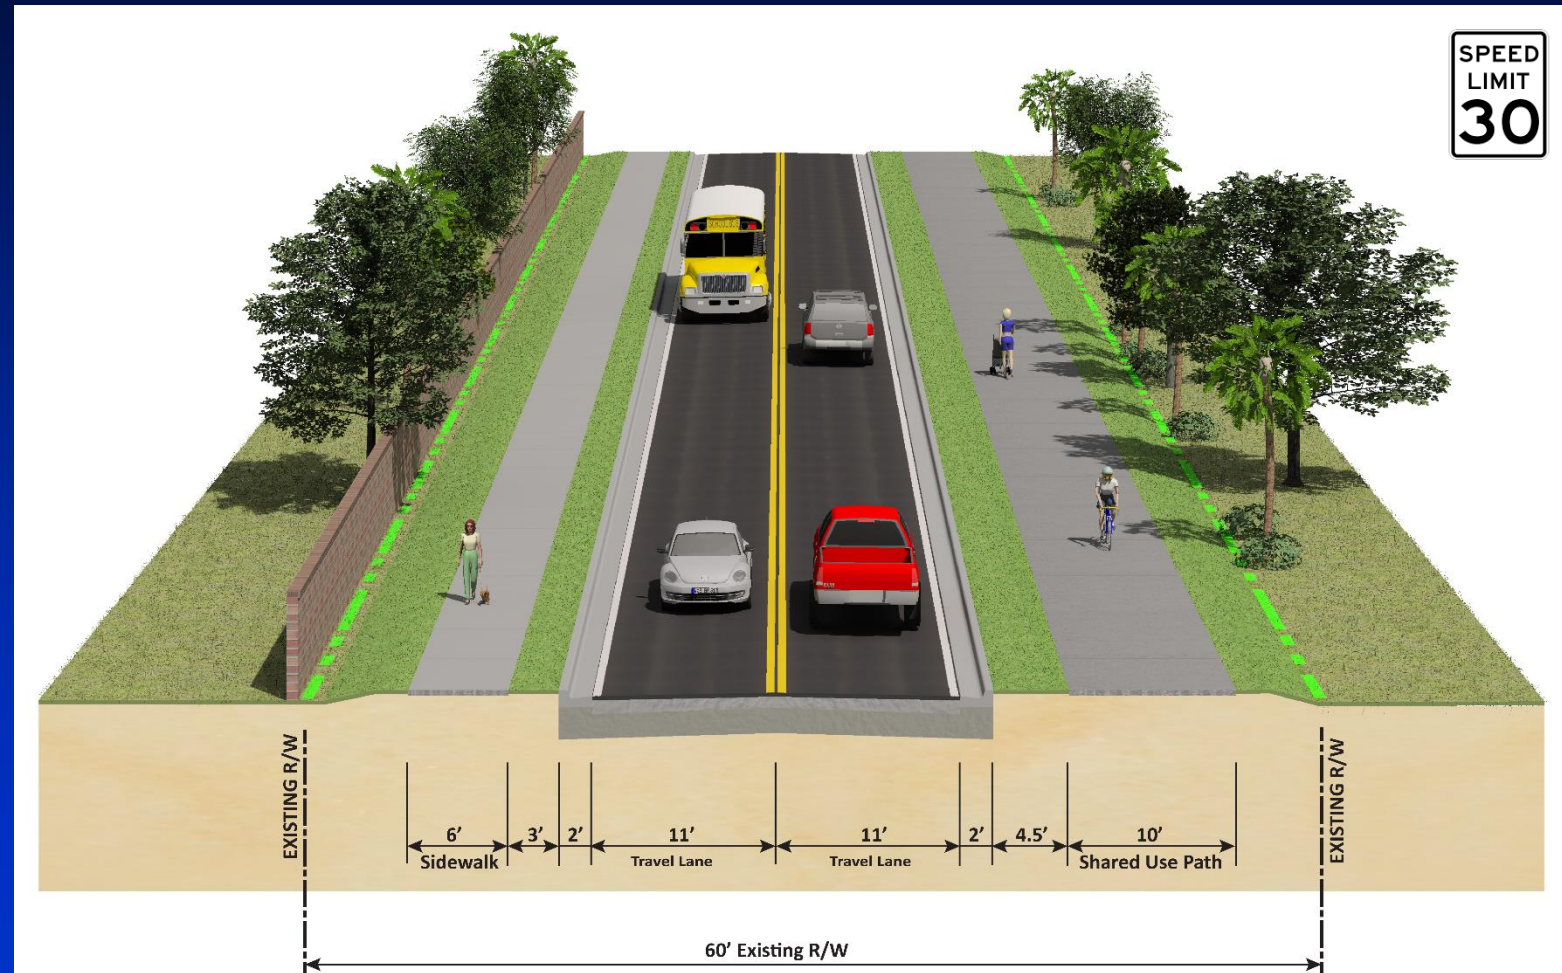 SPEED
LIMIT
30
EXISTING R/W
EXISTING R/W
6’
3’
2’
11’
11’
2’
4.5’
10’
Sidewalk
Travel Lane
Travel Lane
Shared Use Path
60’ Existing R/W